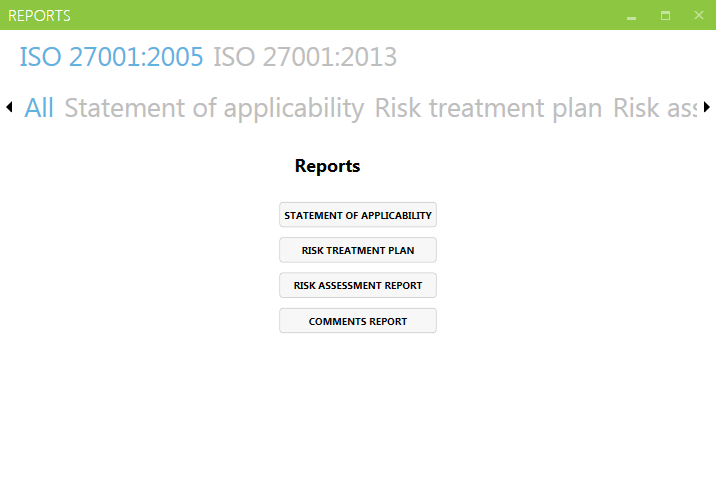 REPORTS
ISO 27001:2005 ISO 27001:2013
All Statement of applicability Risk treatment plan Risk ass
Reports
STATEMENT OF APPLICABILITY
RISK TREATMENT PLAN
RISK ASSESSMENT REPORT
COMMENTS REPORT